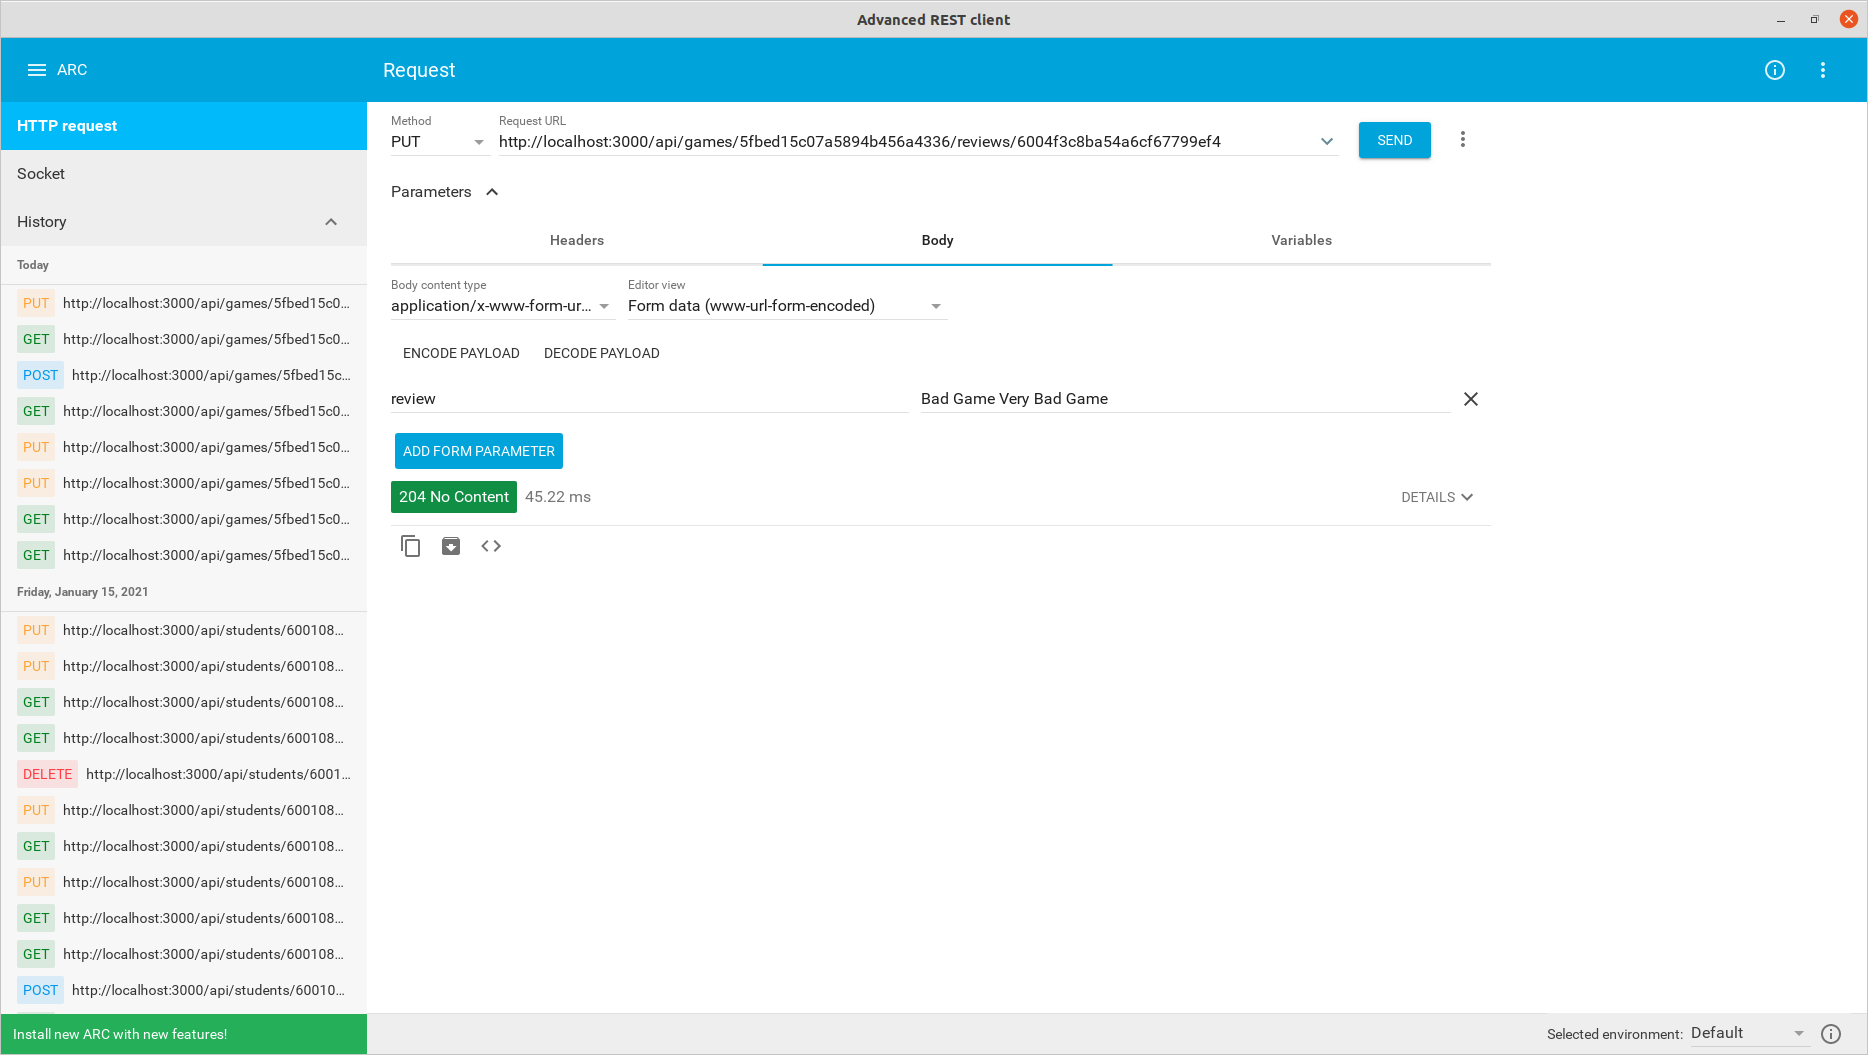 Advanced REST client
ARC
Request
HTTP request
Socket
History
Today
PUT http://localhost:3000/api/games/5fbed15c0...
GET http://localhost:3000/api/games/5fbed15c0...
POST http://localhost:3000/api/games/5fbed15c...
GET http://localhost:3000/api/games/5fbed15c0...
PUT http://localhost:3000/api/games/5fbed15c0...
PUT http://localhost:3000/api/games/5fbed15c0...
GET http://localhost:3000/api/games/5fbed15c0...
GET http://localhost:3000/api/games/5fbed15c0...
Friday, January 15, 2021
PUT http://localhost:3000/api/students/600108...
PUT http://localhost:3000/api/students/600108...
GET http://localhost:3000/api/students/600108...
GET http://localhost:3000/api/students/600108...
DELETE http://localhost:3000/api/students/6001...
PUT http://localhost:3000/api/students/600108...
GET http://localhost:3000/api/students/600108...
PUT http://localhost:3000/api/students/600108...
GET http://localhost:3000/api/students/600108...
GET http://localhost:3000/api/students/600108...
POST http://localhost:3000/api/students/60010...
Install new ARC with new features!
Method Request URL
PUT http://localhost:3000/api/games/5fbed15c07a5894b456a4336/reviews/6004f3c8ba54a6cf67799ef4 SEND
Parameters
Headers Body Variables
Body content type Editor view
application/x-www-form-ur... Form data (www-url-form-encoded)
ENCODE PAYLOAD DECODE PAYLOAD
review Bad Game Very Bad Game
ADD FORM PARAMETER
204 No Content 45.22 ms DETAILS
Selected environment: Default